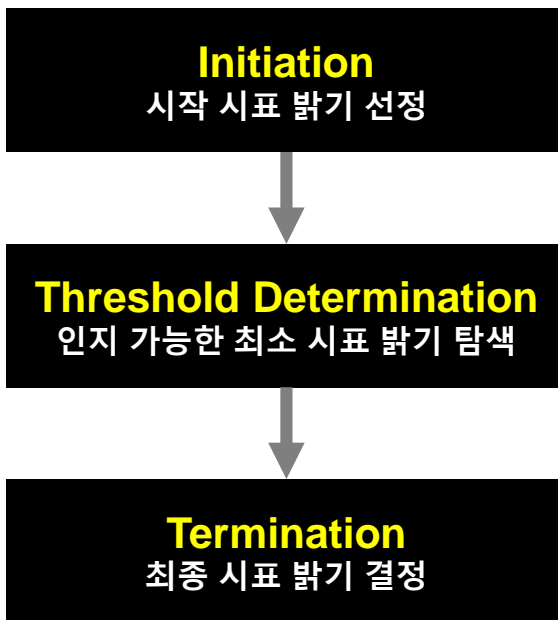 Initiation
시작 시표 밝기 선정
Threshold Determination
인지 가능한 최소 시표 밝기 탐색
Termination
최종 시표 밝기 결정